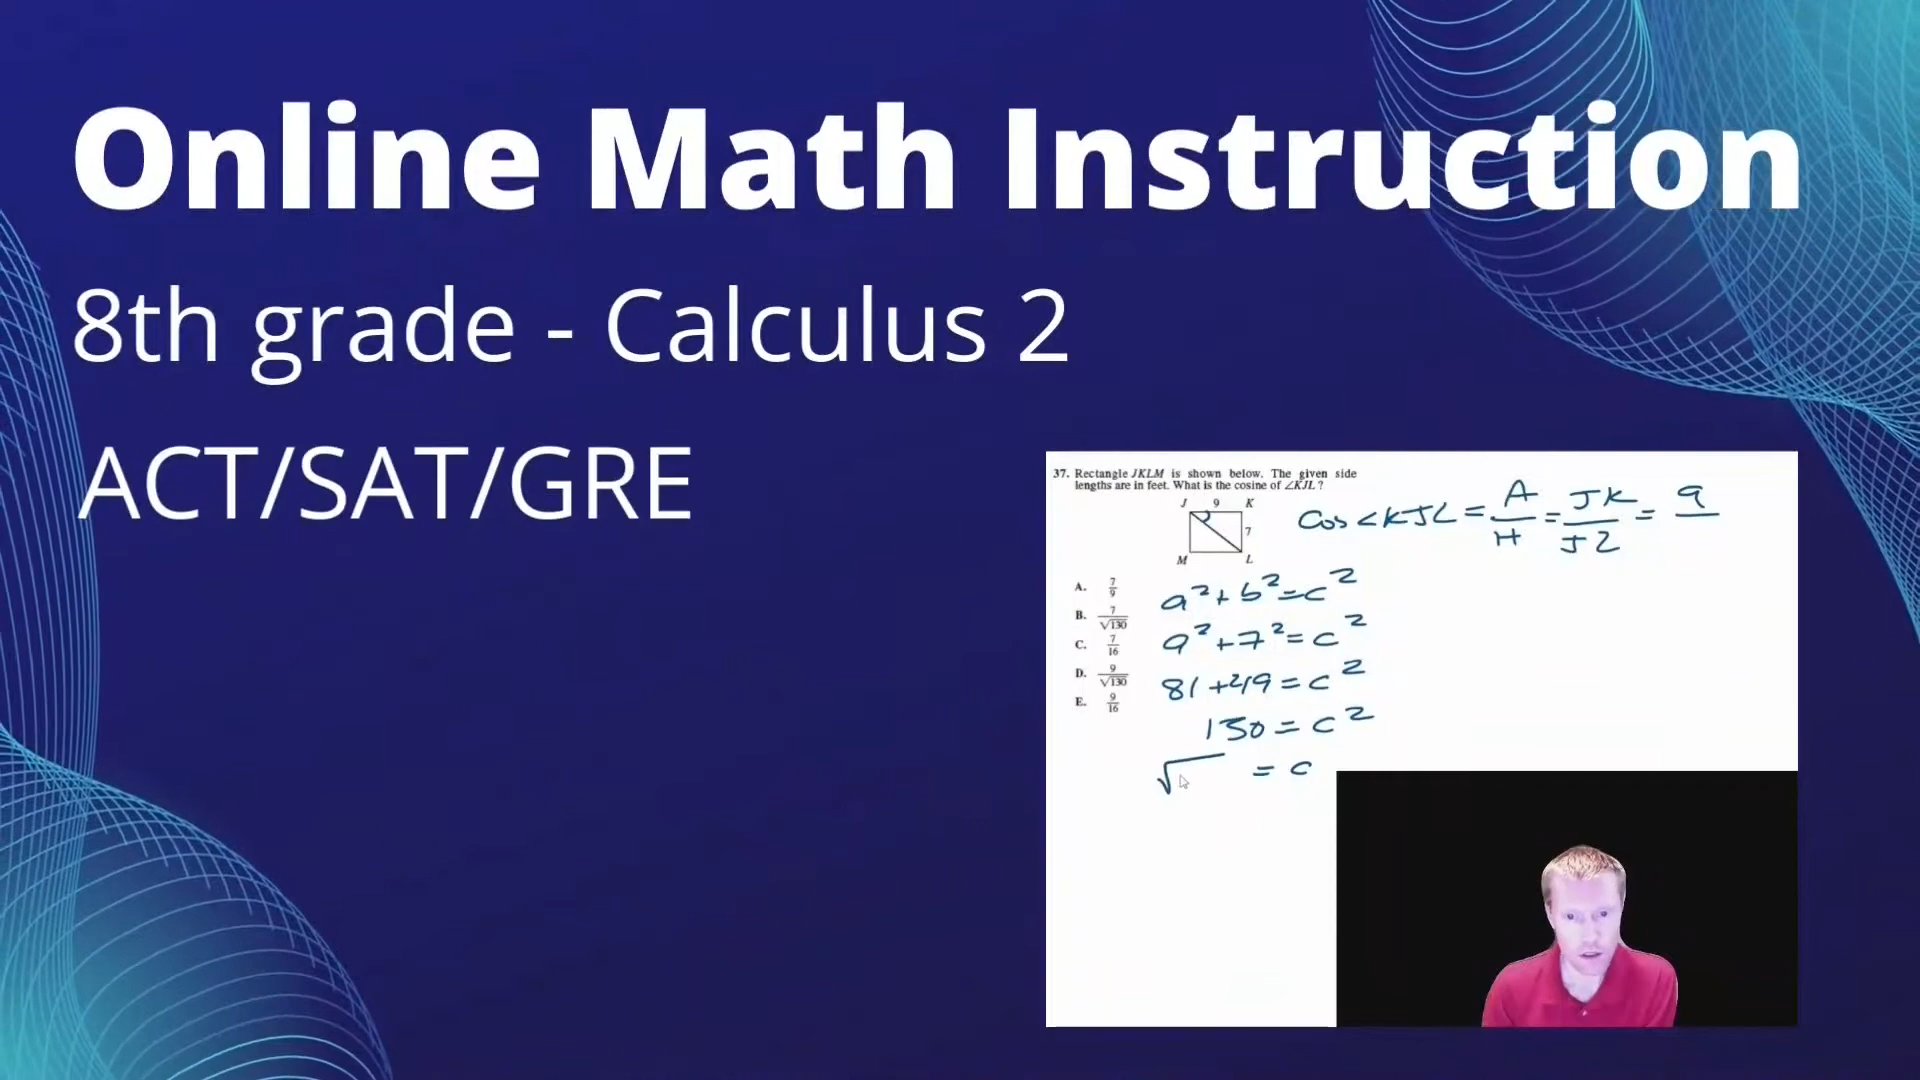 Online Math Instruction
8th grade - Calculus 2
ACT/SAT/GRE
37. Rectangle JKLM is shown below. The given side
lengths are in feet. What is the cosine of ∠KJL?
J 9 K
7
M L
cos∠KJL = A/H = JK/JL = 9
A. 7/9
B. 7/√130
C. 7/16
D. 9/√130
E. 9/16
a² + b² = c²
9² + 7² = c²
81 + 49 = c²
130 = c²
√ = c